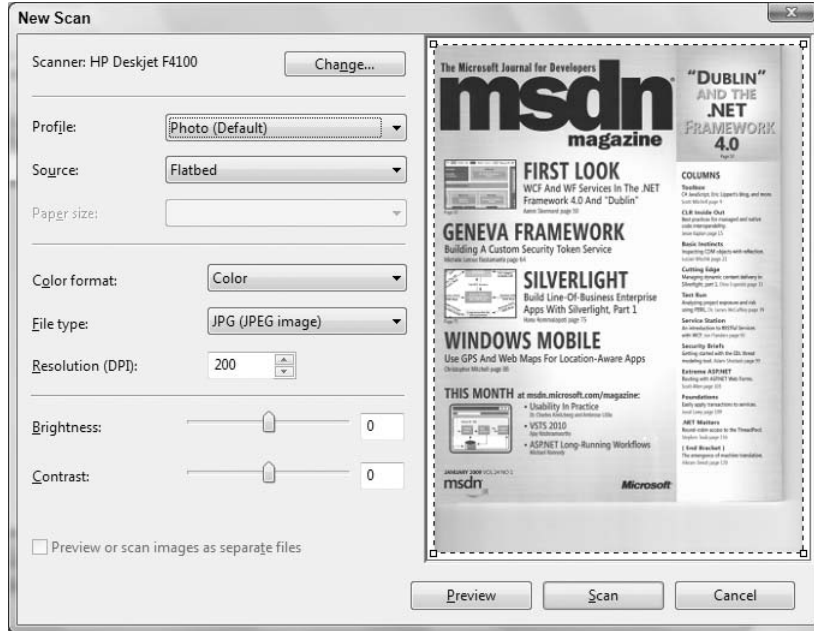 New Scan
x
Scanner: HP Deskjet F4100
Change...
Profile:
Photo (Default)
Source:
Flatbed
Paper size:
Color format:
Color
File type:
JPG (JPEG image)
Resolution (DPI):
200
Brightness:
0
Contrast:
0
Preview or scan images as separate files
The Microsoft Journal for Developers
msdn
magazine
FIRST LOOK
WCF And WF Services In The .NET
Framework 4.0 And "Dublin"
GENEVA FRAMEWORK
Building A Custom Security Token Service
SILVERLIGHT
Build Line-Of-Business Enterprise
Apps With Silverlight, Part 1
WINDOWS MOBILE
Use GPS And Web Maps For Location-Aware Apps
THIS MONTH at msdn.microsoft.com/magazine:
• Usability In Practice
• VSTS 2010
• ASP.NET Long-Running Workflows
JANUARY 2009 VOL 24 NO 2
msdn
Microsoft
"DUBLIN"
AND THE
.NET
FRAMEWORK
4.0
COLUMNS
Toolbox
CLR Inside Out
Basic Instincts
Cutting Edge
Test Run
Service Station
Security Briefs
Extreme ASP.NET
Foundations
.NET Matters
{ End Bracket }
Preview
Scan
Cancel